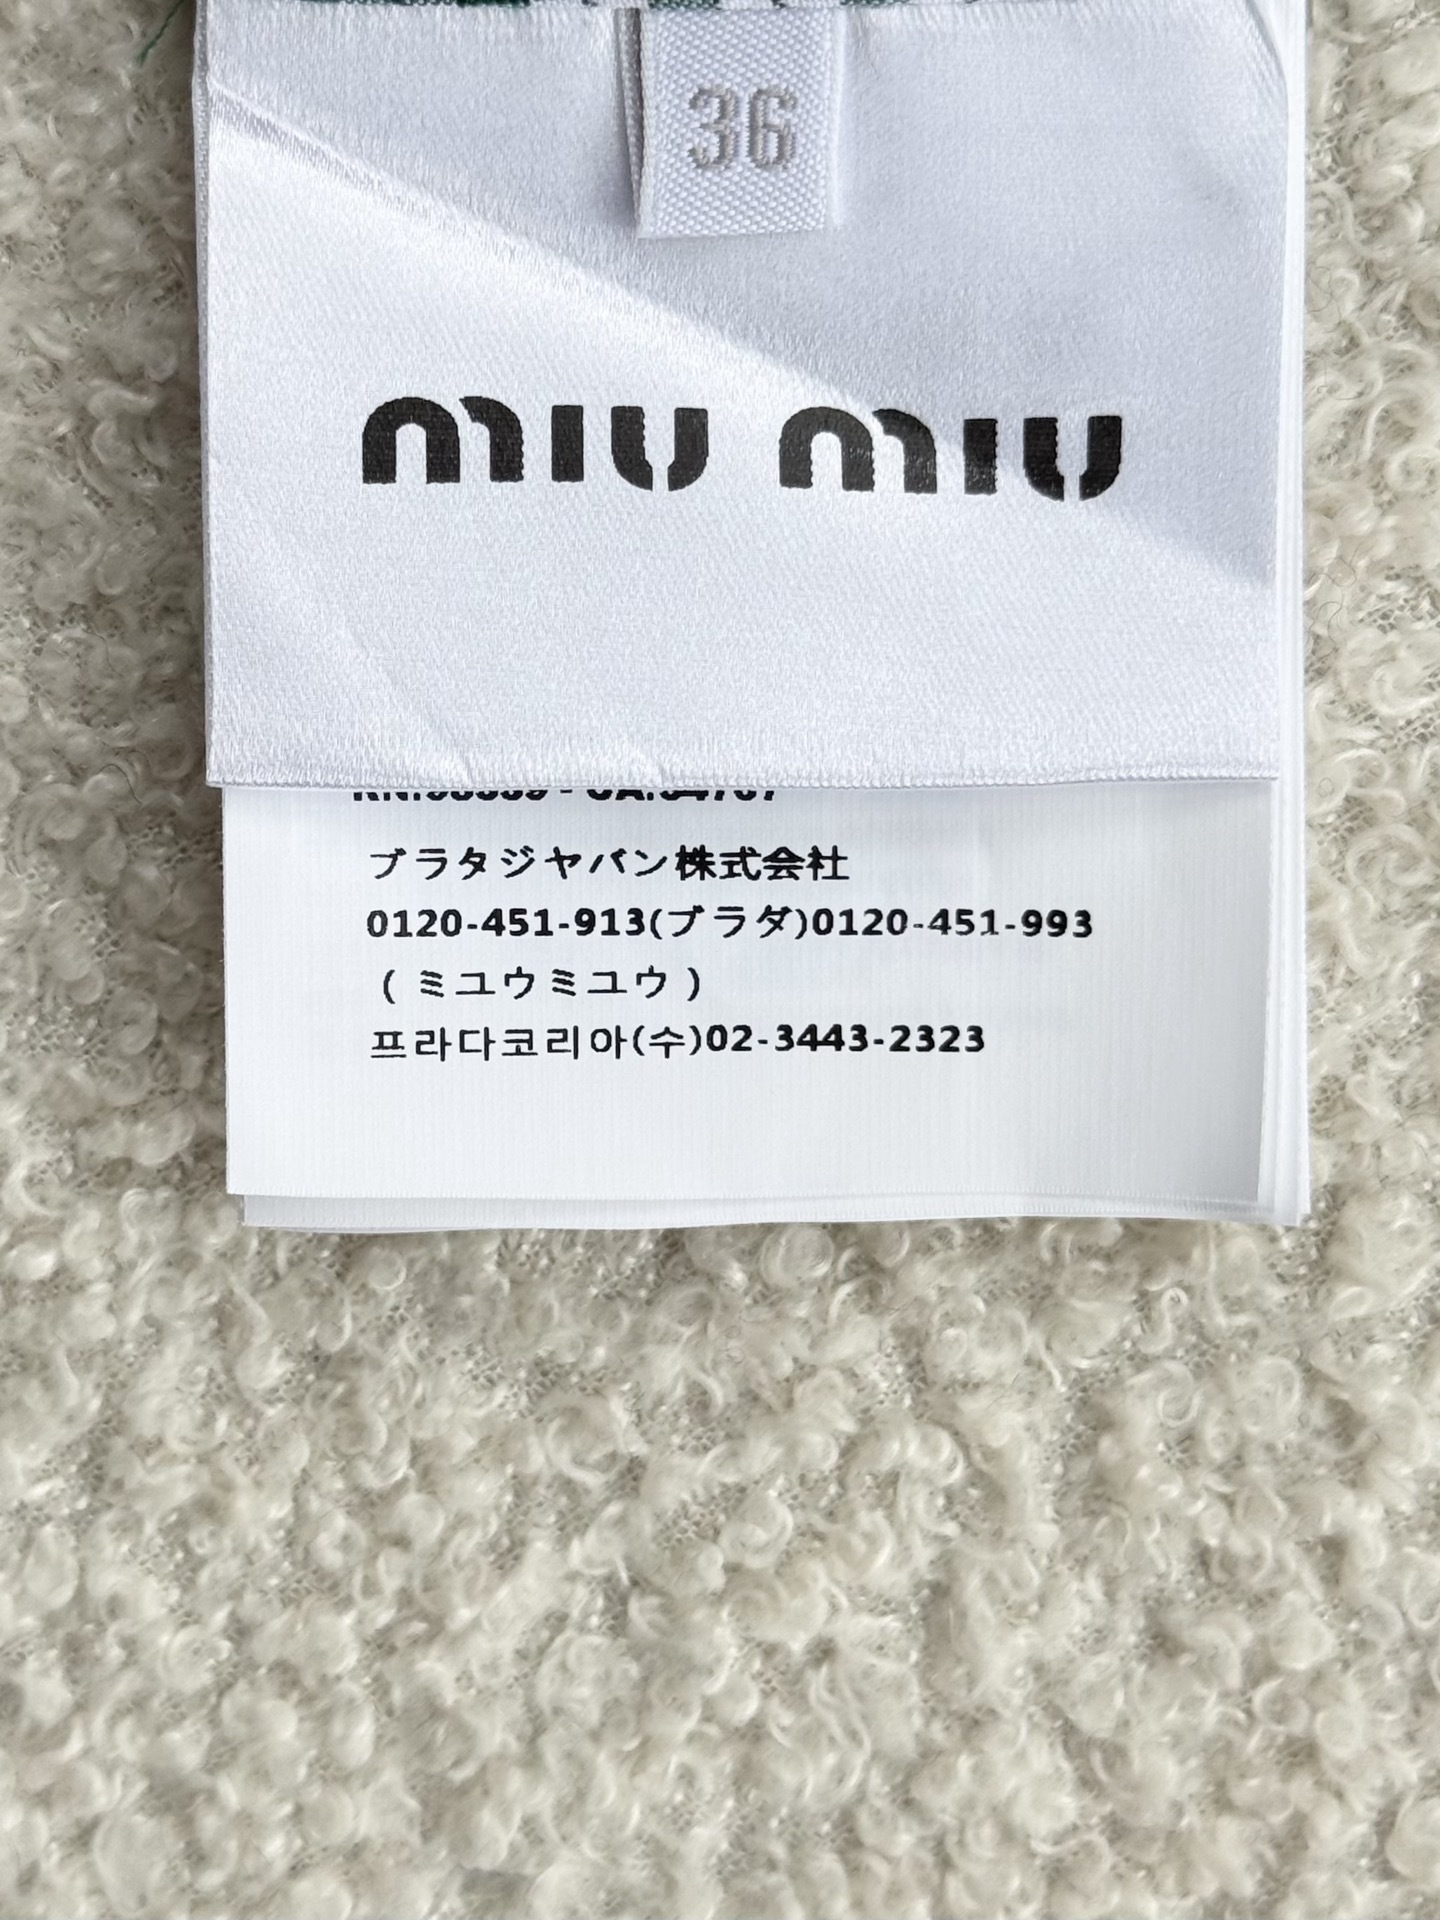 36
miu miu
ブラタジヤバン株式会社
0120-451-913(ブラダ)0120-451-993
(ミユウミユウ)
프라다코리아(수)02-3443-2323